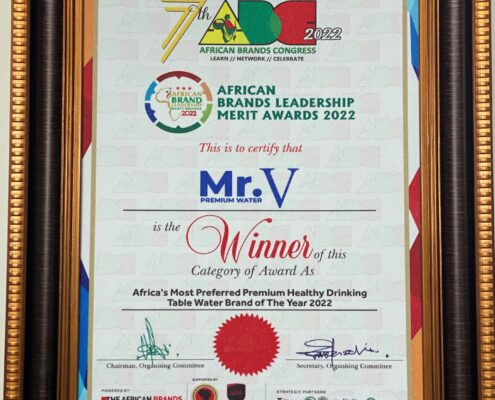 7th ABC 2022
AFRICAN BRANDS CONGRESS
LEARN // NETWORK // CELEBRATE
AFRICAN BRAND LEADERSHIP MERIT AWARDS 2022
AFRICAN
BRANDS LEADERSHIP
MERIT AWARDS 2022
This is to certify that
Mr.V
PREMIUM WATER
is the Winner of this
Category of Award As
Africa's Most Preferred Premium Healthy Drinking
Table Water Brand of The Year 2022
Chairman, Organising Committee
Secretary, Organising Committee
POWERED BY
SUPPORTED BY
STRATEGIC PARTNERS
THE AFRICAN BRANDS